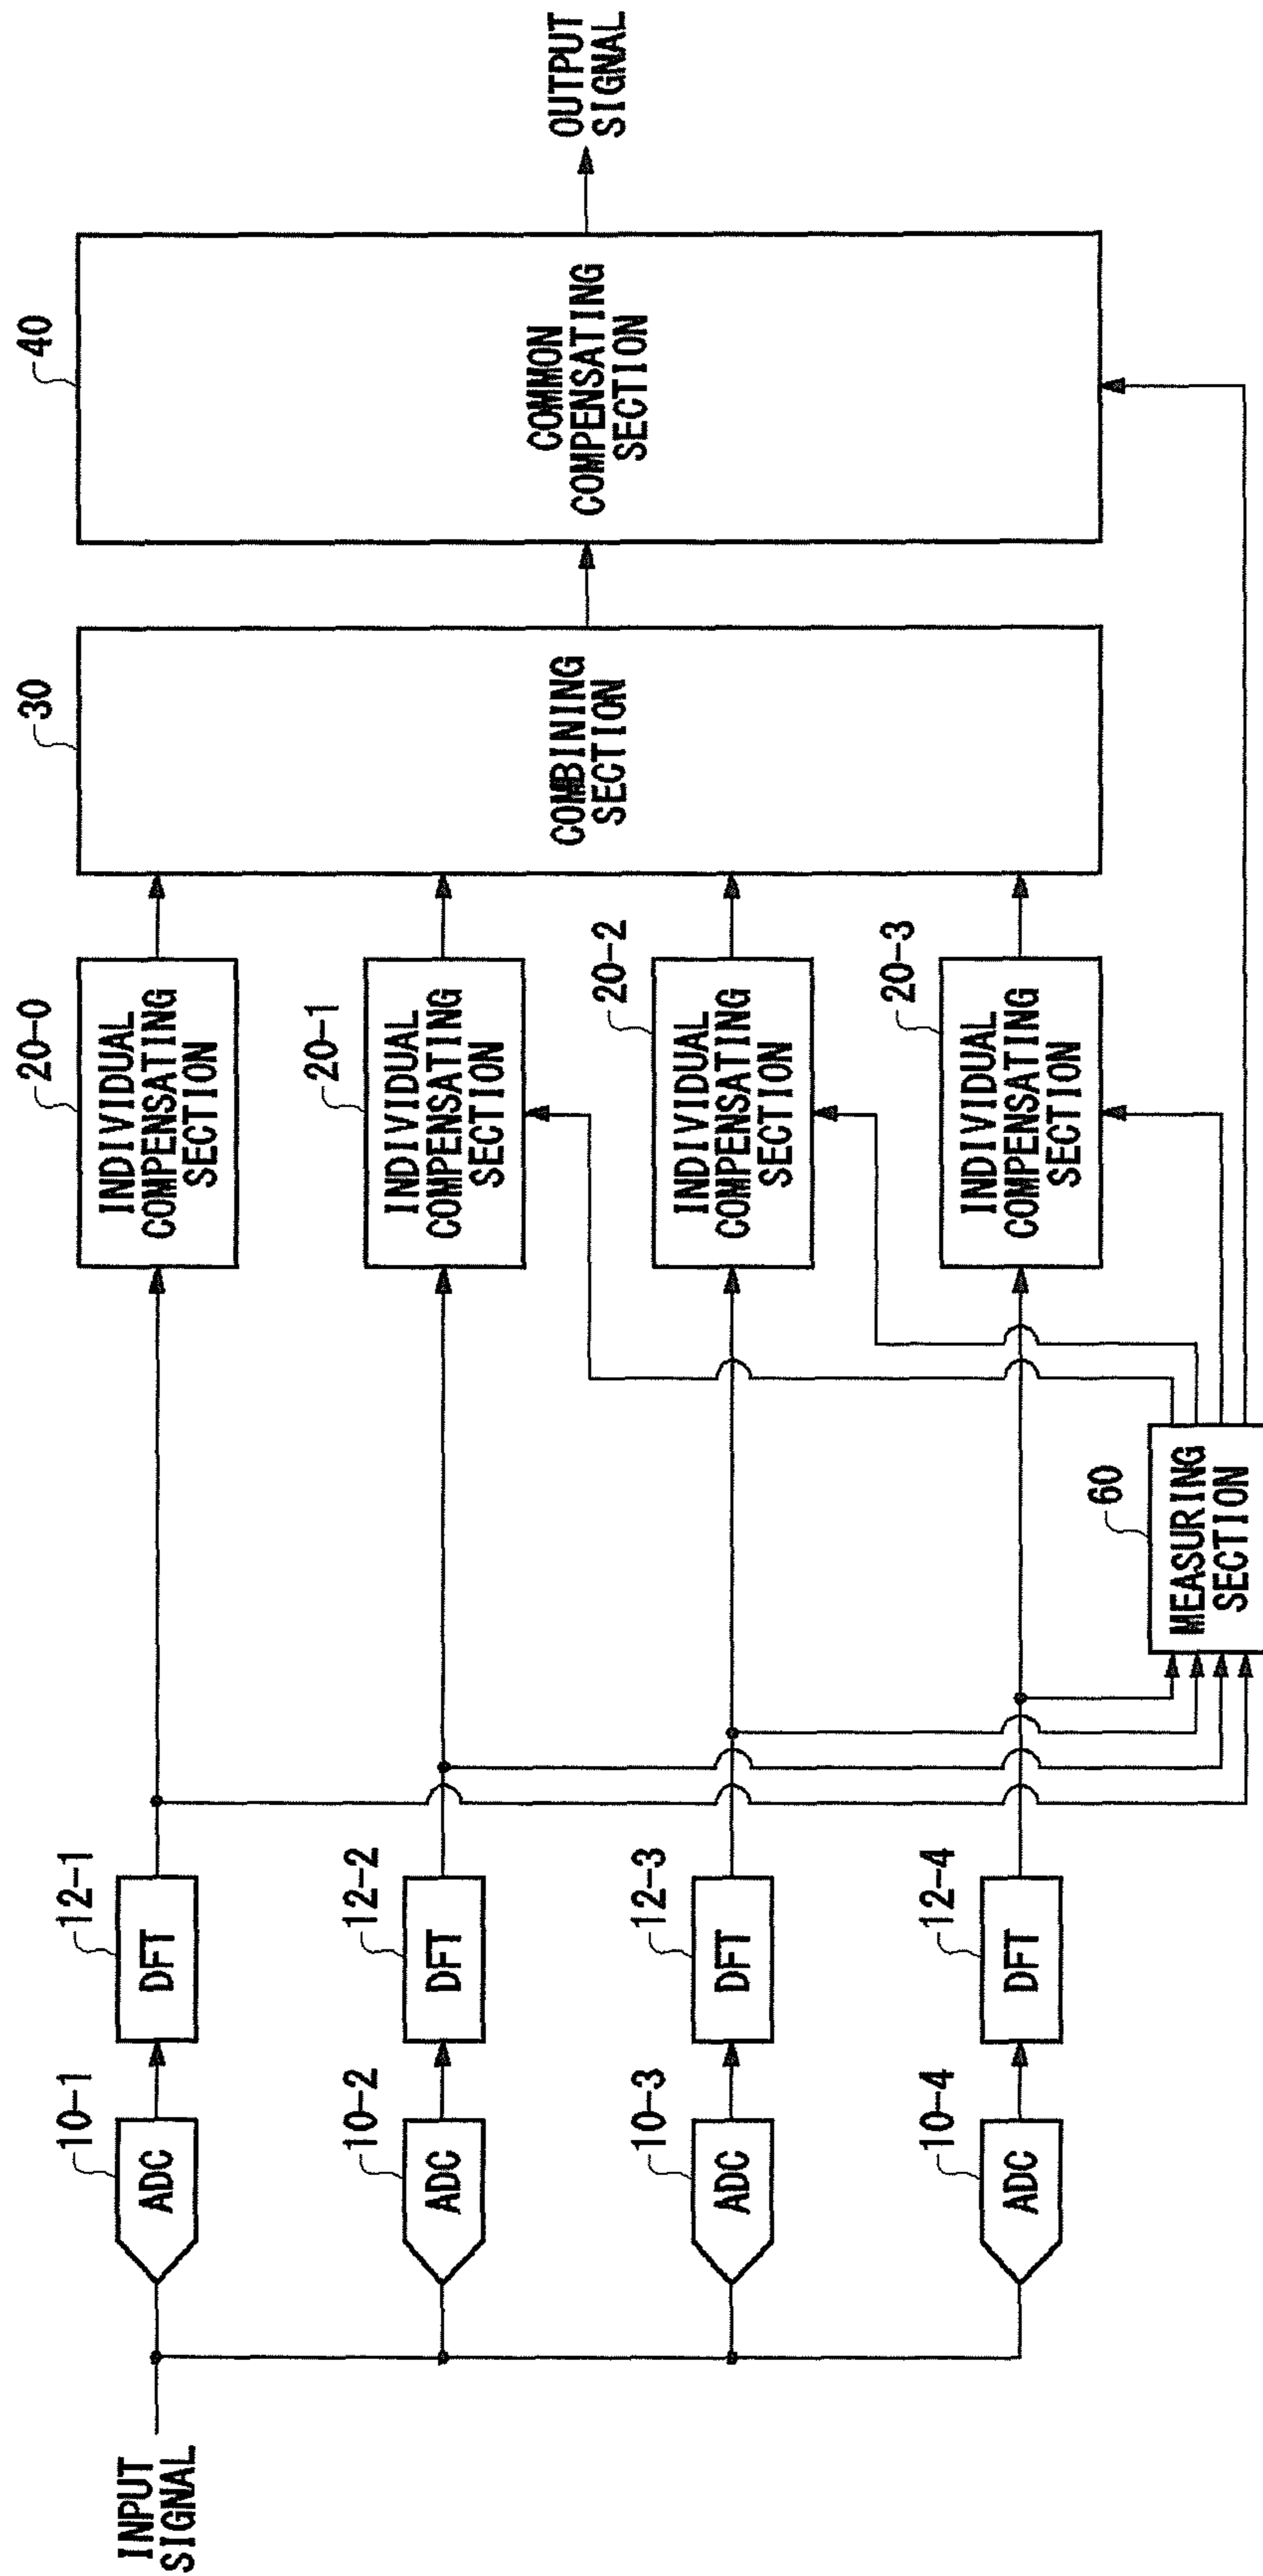 INPUT
SIGNAL
10-1
ADC
12-1
DFT
20-0
INDIVIDUAL
COMPENSATING
SECTION
10-2
ADC
12-2
DFT
20-1
INDIVIDUAL
COMPENSATING
SECTION
10-3
ADC
12-3
DFT
20-2
INDIVIDUAL
COMPENSATING
SECTION
10-4
ADC
12-4
DFT
20-3
INDIVIDUAL
COMPENSATING
SECTION
60
MEASURING
SECTION
30
COMBINING
SECTION
40
COMMON
COMPENSATING
SECTION
OUTPUT
SIGNAL